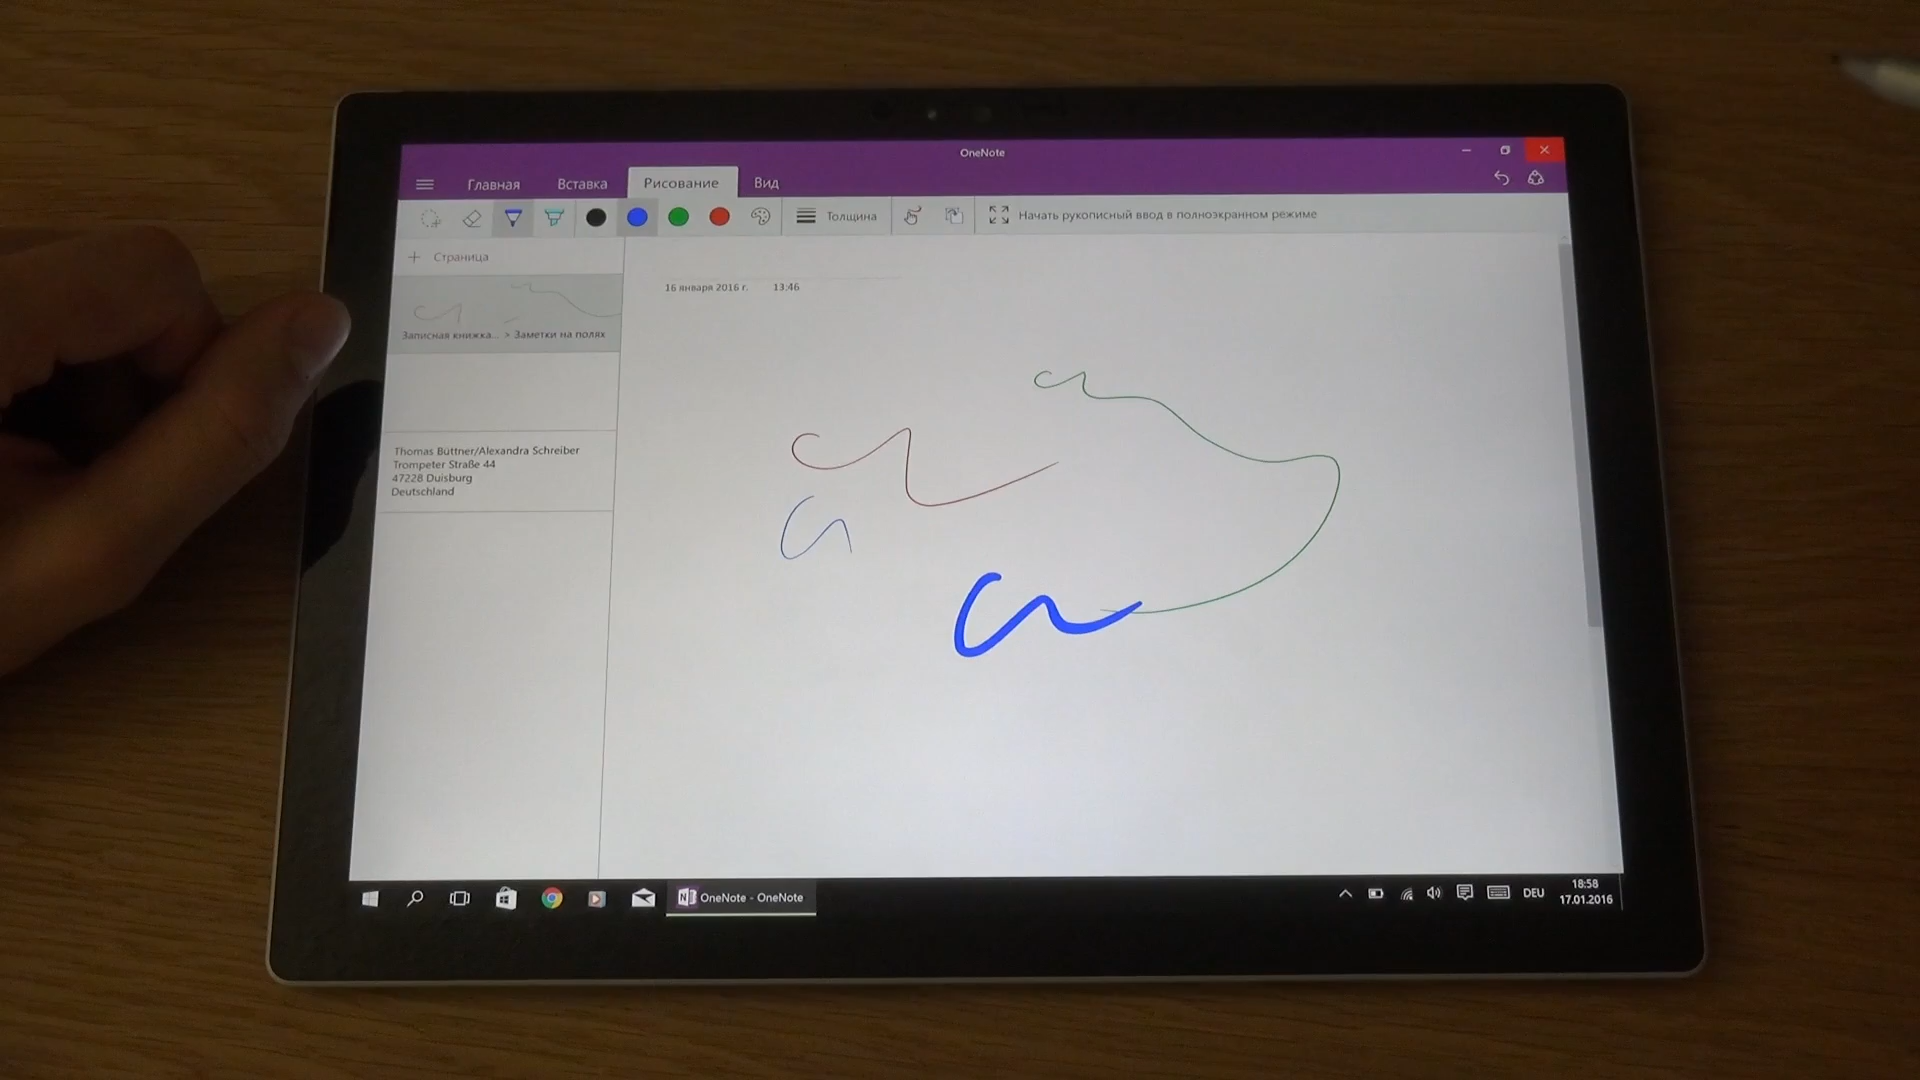 OneNote
Главная Вставка Рисование Вид
Толщина Начать рукописный ввод в полноэкранном режиме
+ Страница
16 января 2016 г. 13:46
Записная книжка... > Заметки на полях
Thomas Büttner/Alexandra Schreiber
Trompeter Straße 44
47228 Duisburg
Deutschland
OneNote - OneNote
DEU
18:58
17.01.2016